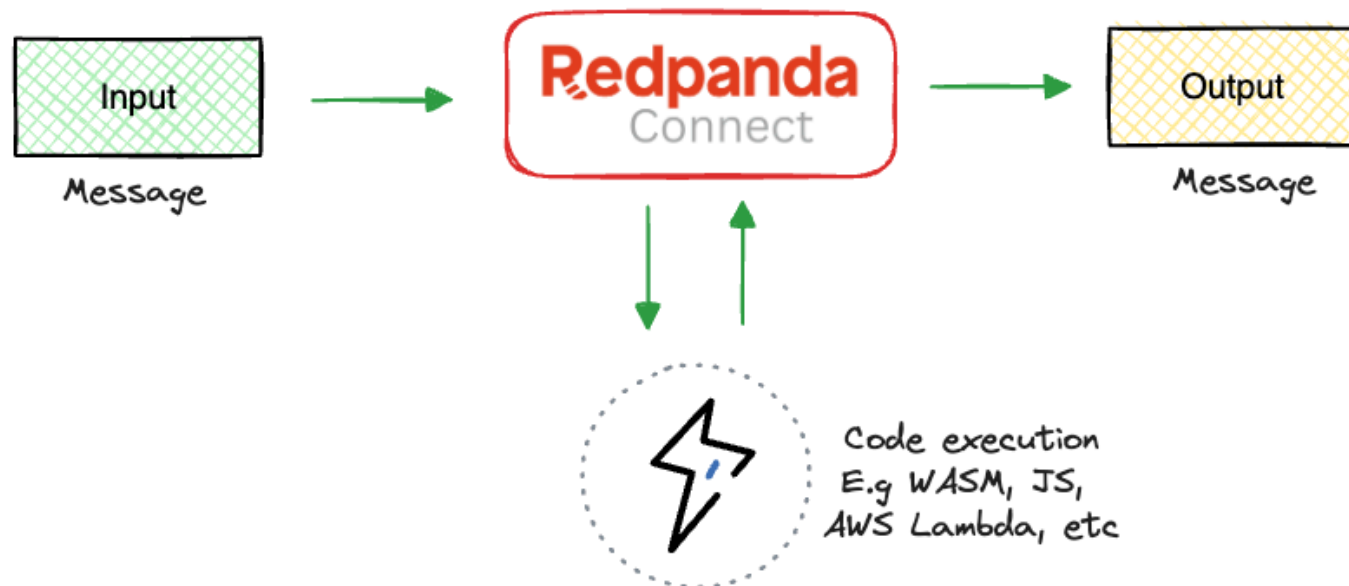 Input
Message
Redpanda
Connect
Output
Message
Code execution
E.g WASM, JS,
AWS Lambda, etc